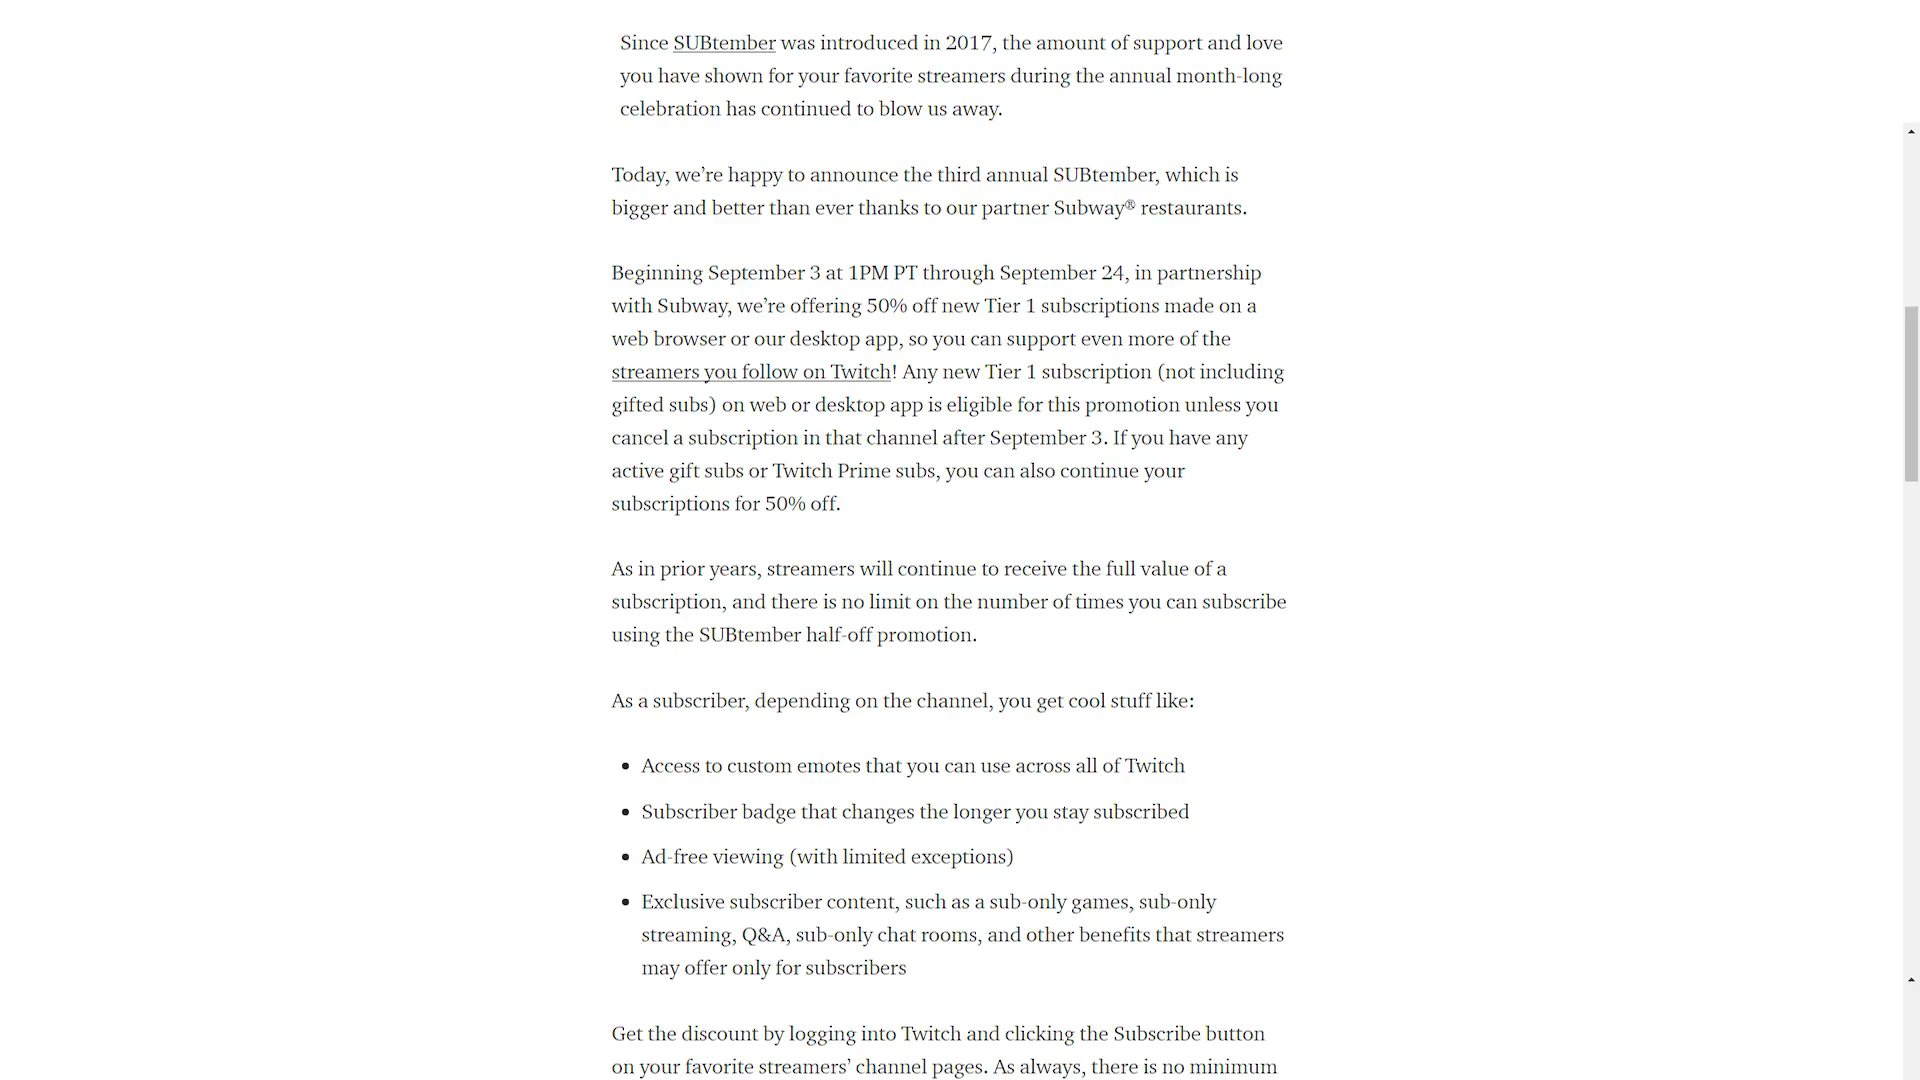 Since SUBtember was introduced in 2017, the amount of support and love
you have shown for your favorite streamers during the annual month-long
celebration has continued to blow us away.
Today, we’re happy to announce the third annual SUBtember, which is
bigger and better than ever thanks to our partner Subway® restaurants.
Beginning September 3 at 1PM PT through September 24, in partnership
with Subway, we’re offering 50% off new Tier 1 subscriptions made on a
web browser or our desktop app, so you can support even more of the
streamers you follow on Twitch! Any new Tier 1 subscription (not including
gifted subs) on web or desktop app is eligible for this promotion unless you
cancel a subscription in that channel after September 3. If you have any
active gift subs or Twitch Prime subs, you can also continue your
subscriptions for 50% off.
As in prior years, streamers will continue to receive the full value of a
subscription, and there is no limit on the number of times you can subscribe
using the SUBtember half-off promotion.
As a subscriber, depending on the channel, you get cool stuff like:
• Access to custom emotes that you can use across all of Twitch
• Subscriber badge that changes the longer you stay subscribed
• Ad-free viewing (with limited exceptions)
• Exclusive subscriber content, such as a sub-only games, sub-only
streaming, Q&A, sub-only chat rooms, and other benefits that streamers
may offer only for subscribers
Get the discount by logging into Twitch and clicking the Subscribe button
on your favorite streamers’ channel pages. As always, there is no minimum